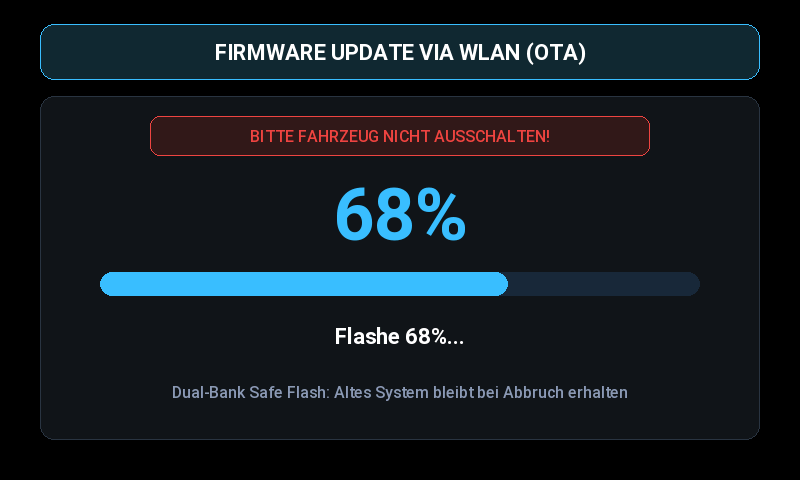 FIRMWARE UPDATE VIA WLAN (OTA)
BITTE FAHRZEUG NICHT AUSSCHALTEN!
68%
Flashe 68%...
Dual-Bank Safe Flash: Altes System bleibt bei Abbruch erhalten